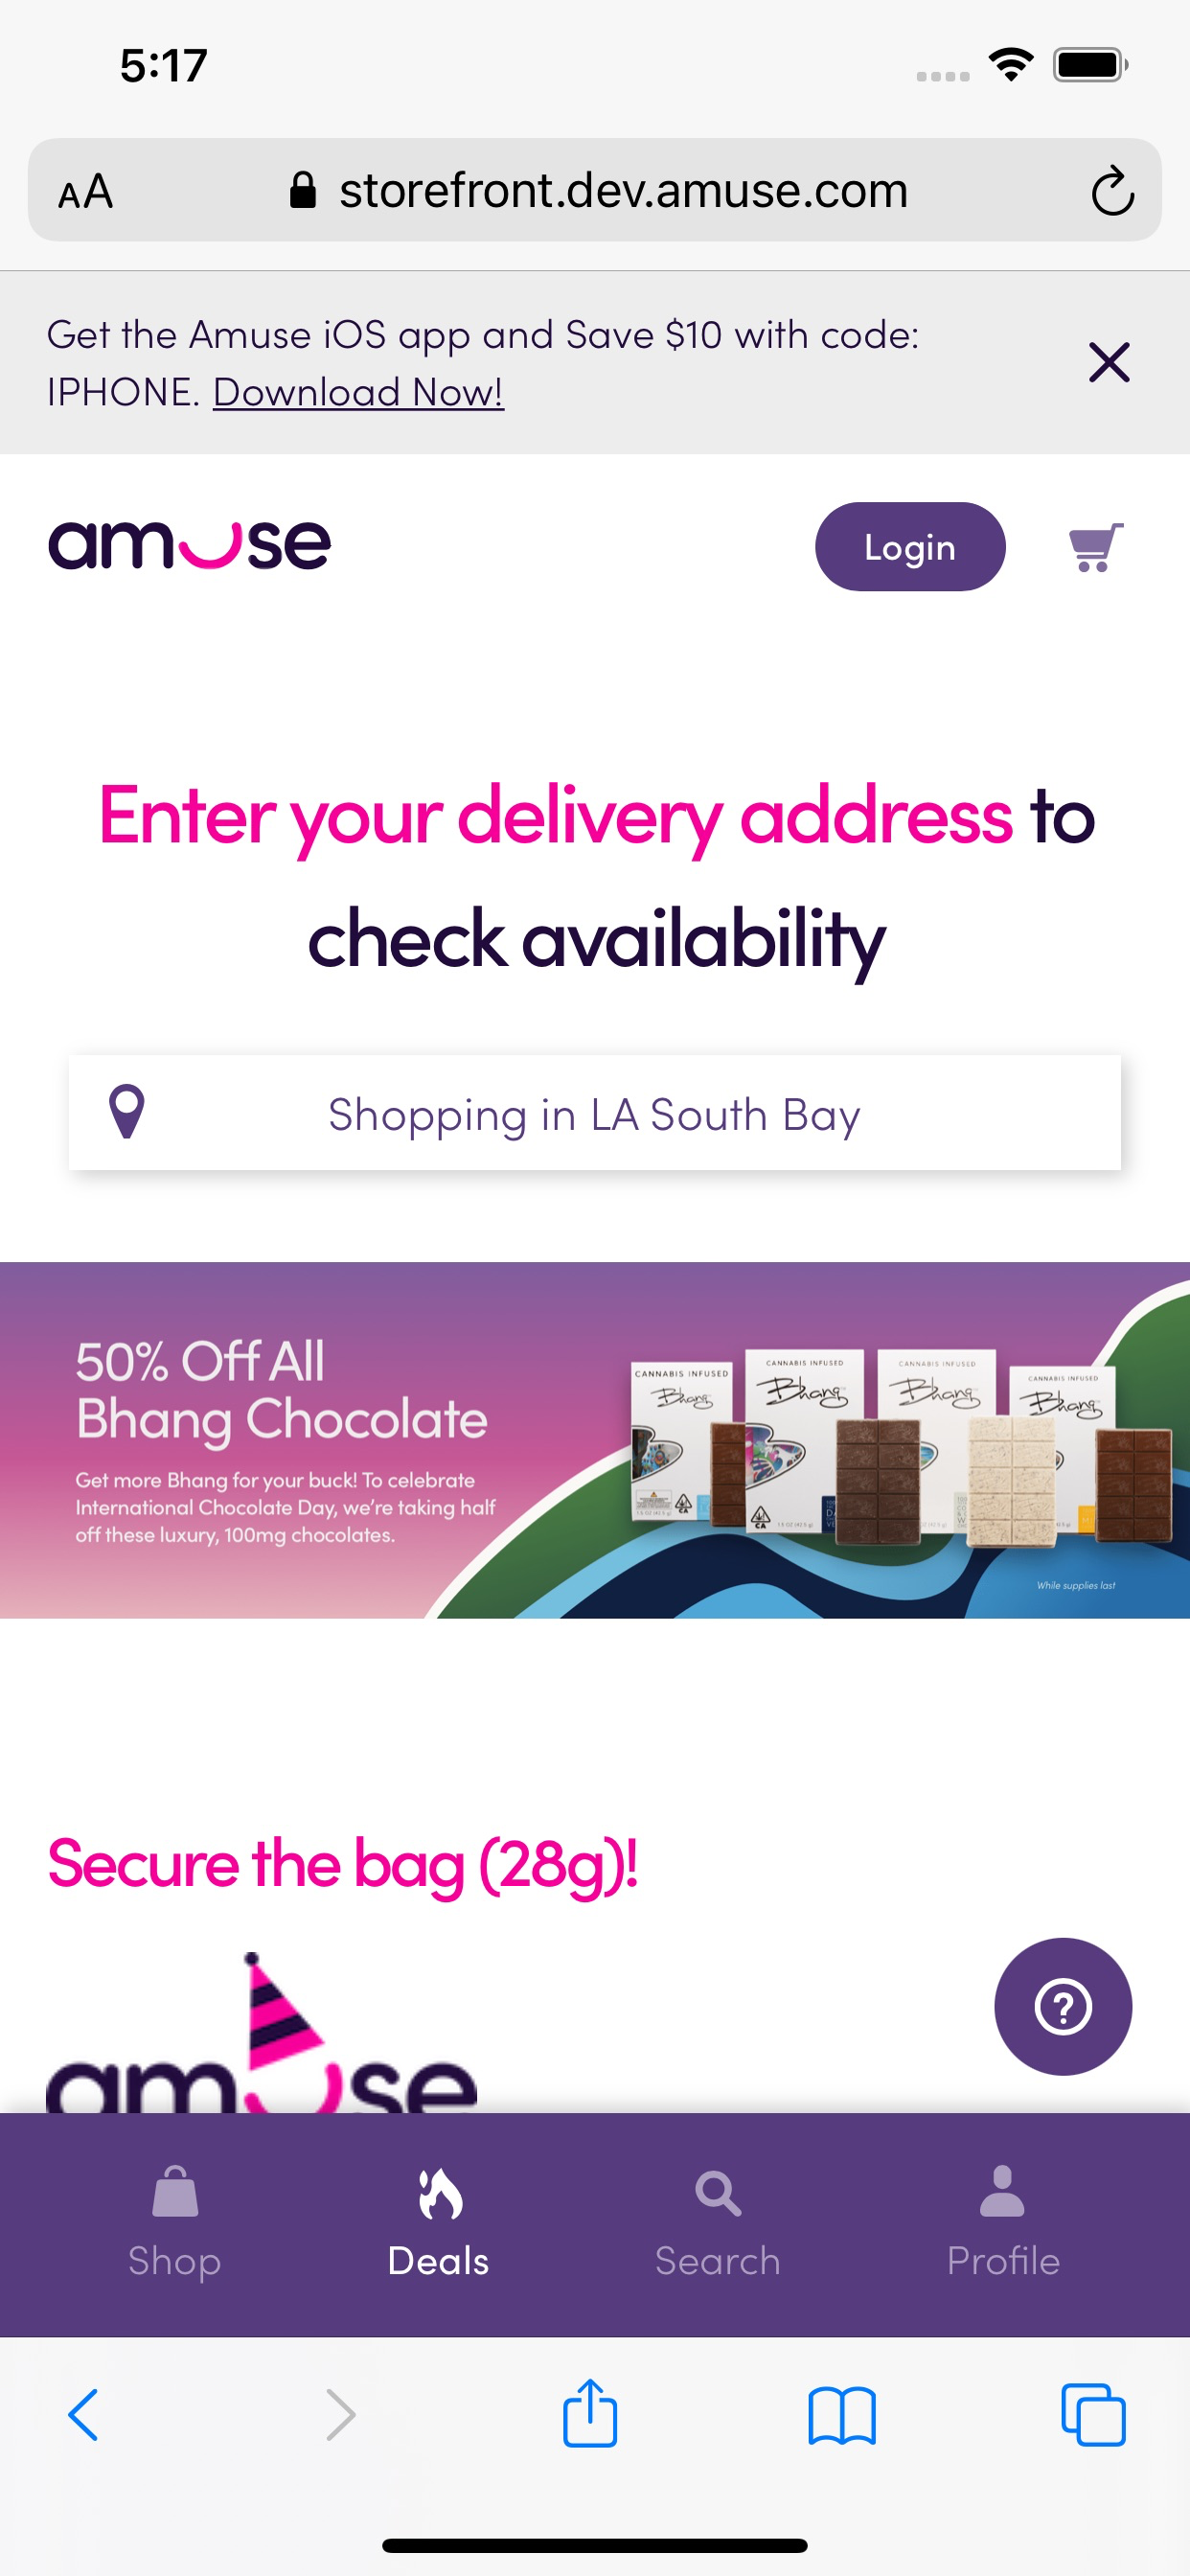 5:17
AA
storefront.dev.amuse.com
Get the Amuse iOS app and Save $10 with code:
IPHONE. Download Now!
amuse
Login
Enter your delivery address to
check availability
Shopping in LA South Bay
50% Off All
Bhang Chocolate
Get more Bhang for your buck! To celebrate
International Chocolate Day, we're taking half
off these luxury, 100mg chocolates.
CANNABIS INFUSED
Bhang
CANNABIS INFUSED
Bhang
CANNABIS INFUSED
Bhang
CANNABIS INFUSED
Bhang
While supplies last
Secure the bag (28g)!
amuse
Shop
Deals
Search
Profile